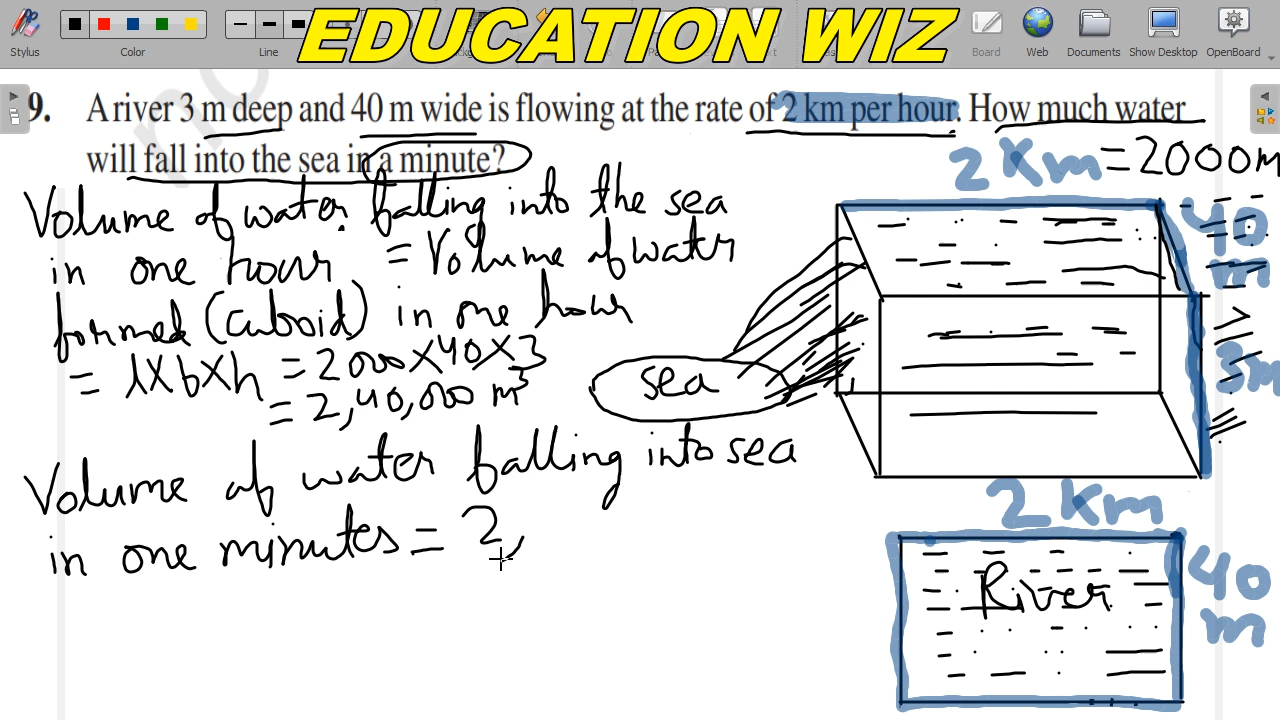 Stylus
Color
Line
EDUCATION WIZ
Board
Web
Documents
Show Desktop
OpenBoard
9. A river 3 m deep and 40 m wide is flowing at the rate of 2 km per hour. How much water
will fall into the sea in a minute?
2 Km = 2000m
Volume of water falling into the sea
in one hour = Volume of water
formed (cuboid) in one hour
= lxbxh = 2000x40x3
= 2,40,000 m³
40
m
3m
sea
Volume of water falling into sea
in one minutes = 2,
2 Km
River
40
m